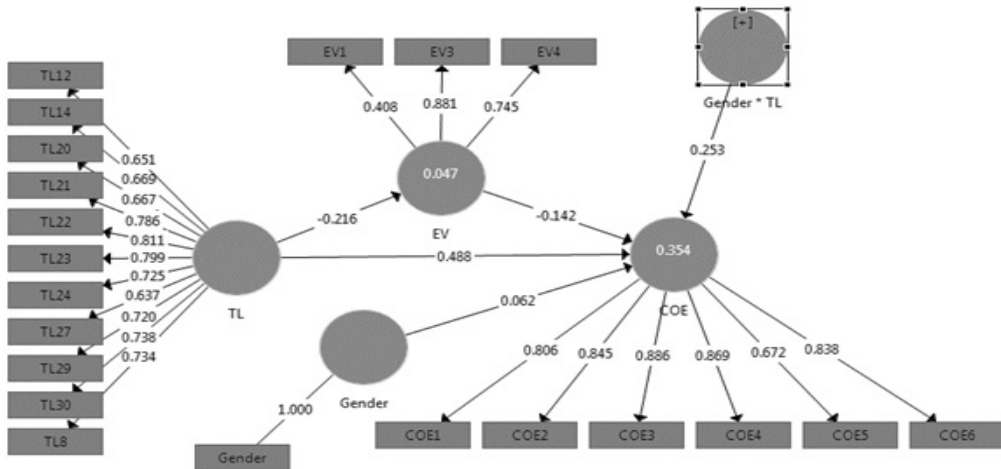 [+]
Gender * TL
EV1
EV3
EV4
0.408
0.881
0.745
0.047
EV
TL12
TL14
TL20
TL21
TL22
TL23
TL24
TL27
TL29
TL30
TL8
0.651
0.669
0.667
0.786
0.811
0.799
0.725
0.637
0.720
0.738
0.734
TL
-0.216
-0.142
0.253
0.488
0.354
COE
0.062
Gender
1.000
Gender
0.806
0.845
0.886
0.869
0.672
0.838
COE1
COE2
COE3
COE4
COE5
COE6